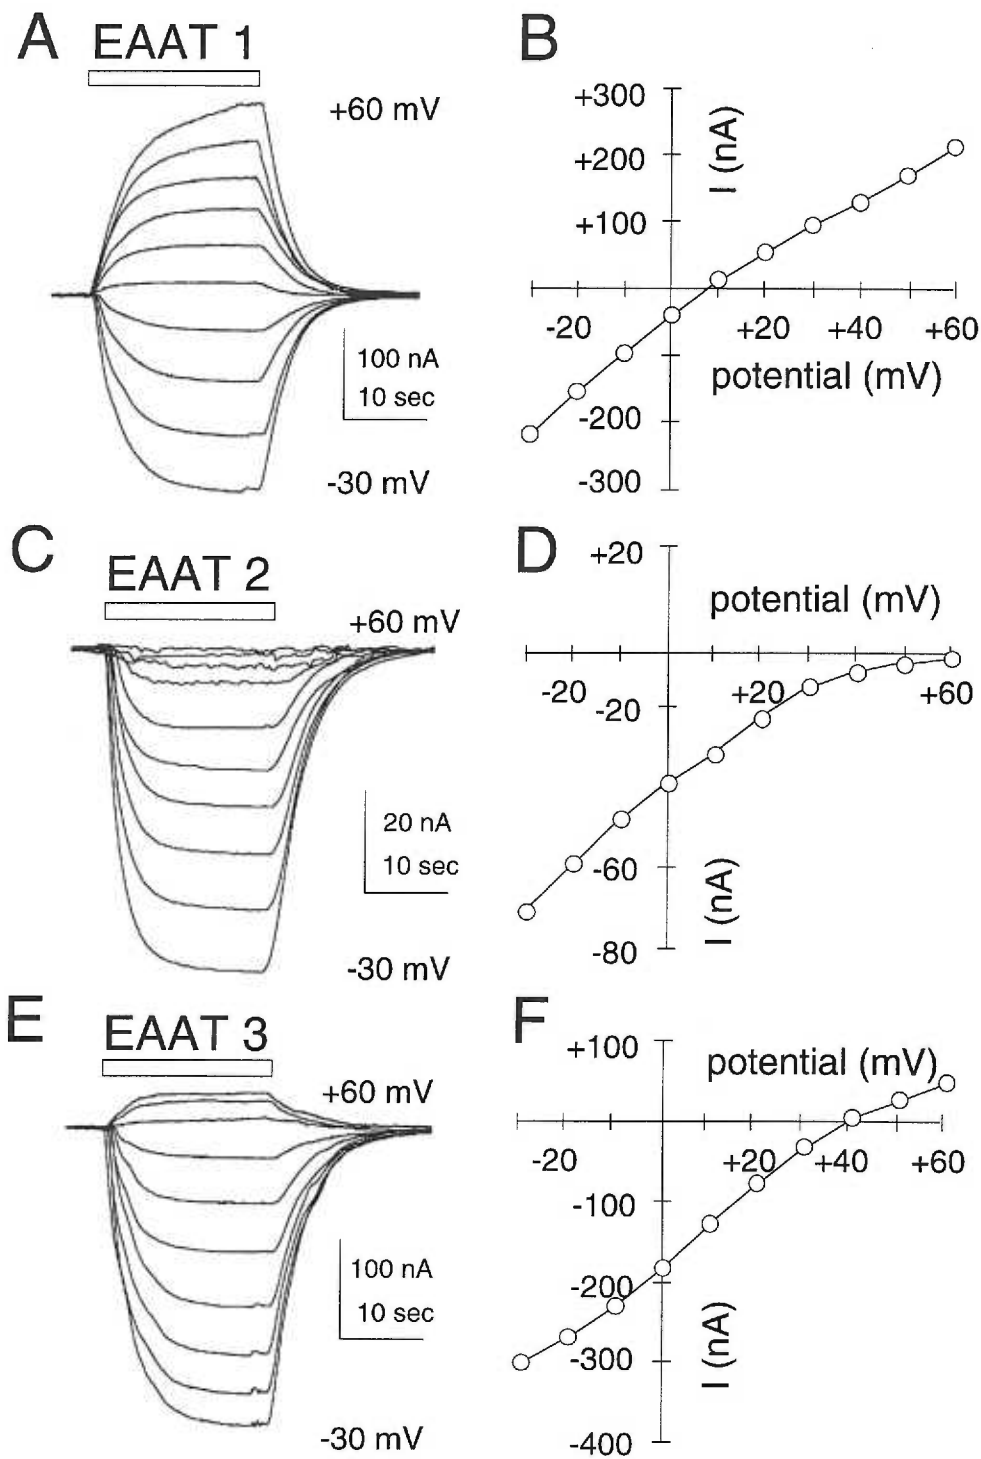 A
EAAT 1
+60 mV
100 nA
10 sec
-30 mV
B
+300
+200
+100
I (nA)
-20
+20
+40
+60
potential (mV)
-200
-300
C
EAAT 2
+60 mV
20 nA
10 sec
-30 mV
D
+20
potential (mV)
-20
+20
+60
-20
-60
-80
I (nA)
E
EAAT 3
+60 mV
100 nA
10 sec
-30 mV
F
+100
potential (mV)
-20
+20
+40
+60
-100
-200
-300
-400
I (nA)